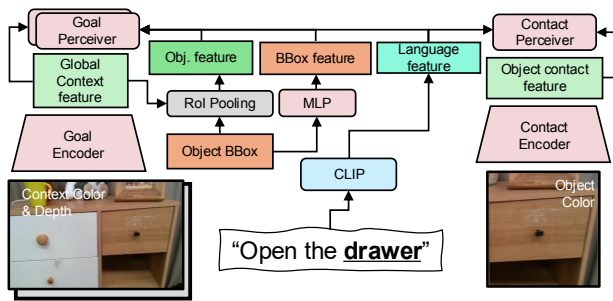 Goal
Perceiver
Contact
Perceiver
Obj. feature
BBox feature
Language
feature
Global
Context
feature
Object contact
feature
RoI Pooling
MLP
Goal
Encoder
Object BBox
Contact
Encoder
CLIP
Context Color
& Depth
Object
Color
“Open the drawer”